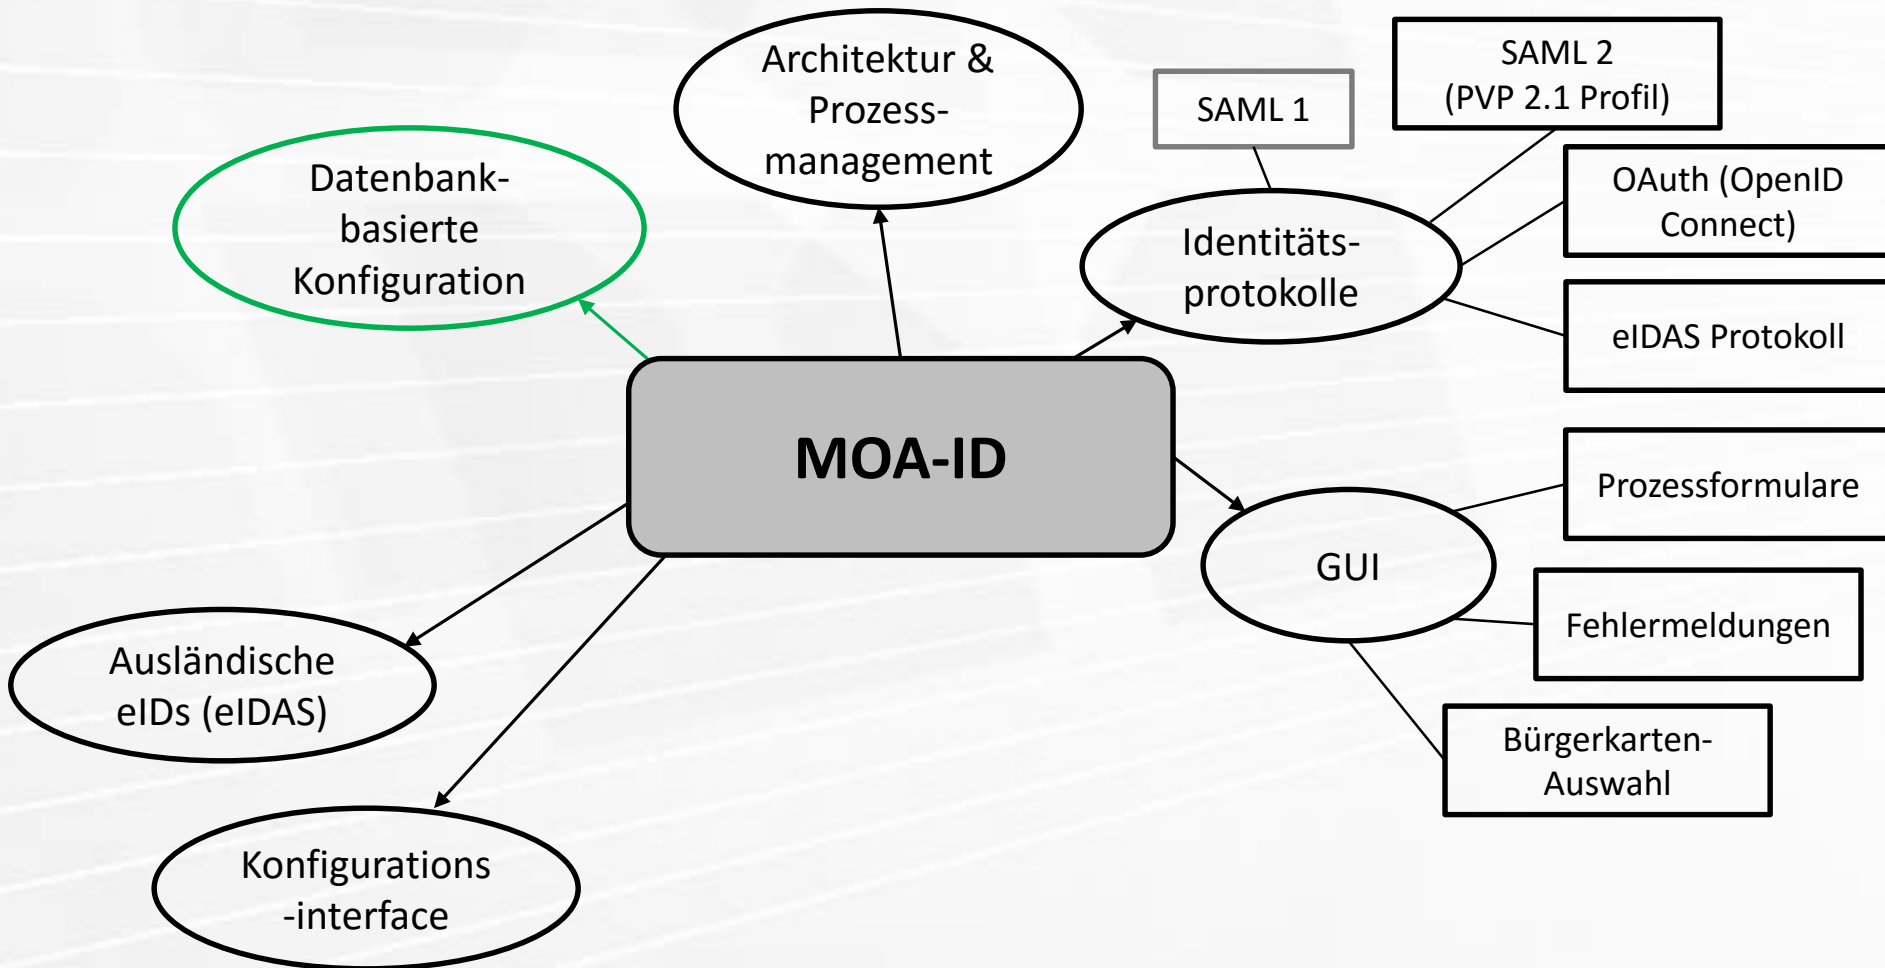 Architektur &
Prozess-
management
SAML 1
SAML 2
(PVP 2.1 Profil)
Datenbank-
basierte
Konfiguration
Identitäts-
protokolle
OAuth (OpenID
Connect)
eIDAS Protokoll
MOA-ID
Prozessformulare
GUI
Fehlermeldungen
Ausländische
eIDs (eIDAS)
Bürgerkarten-
Auswahl
Konfigurations
-interface